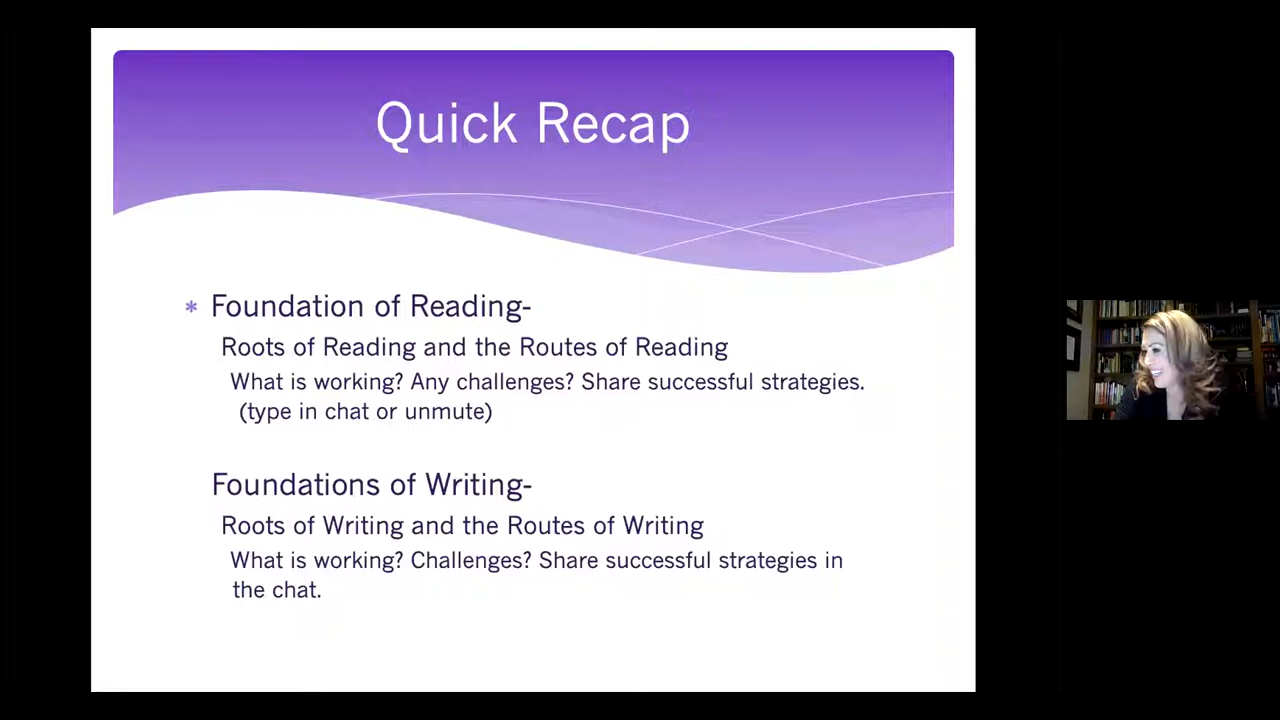 Quick Recap
* Foundation of Reading-
Roots of Reading and the Routes of Reading
What is working? Any challenges? Share successful strategies.
(type in chat or unmute)
Foundations of Writing-
Roots of Writing and the Routes of Writing
What is working? Challenges? Share successful strategies in
the chat.